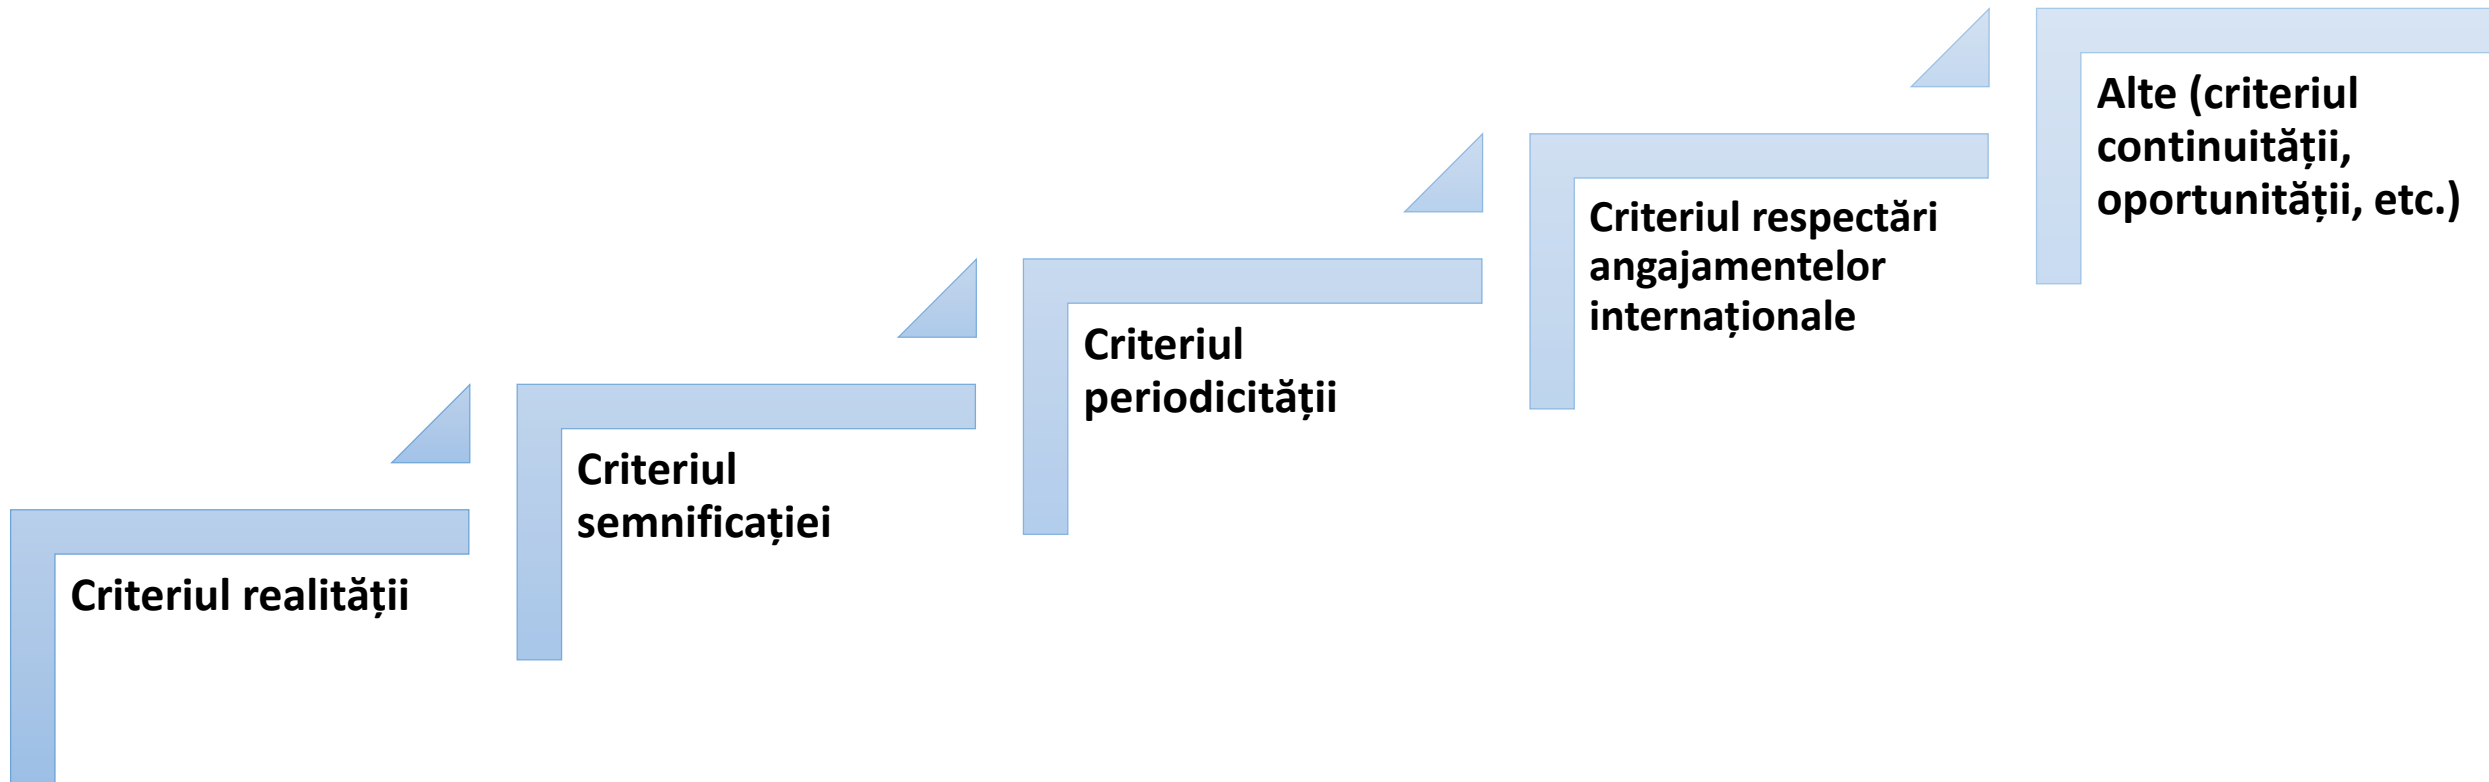 Criteriul realității
Criteriul
semnificației
Criteriul
periodicității
Criteriul respectări
angajamentelor
internaționale
Alte (criteriul
continuității,
oportunității, etc.)